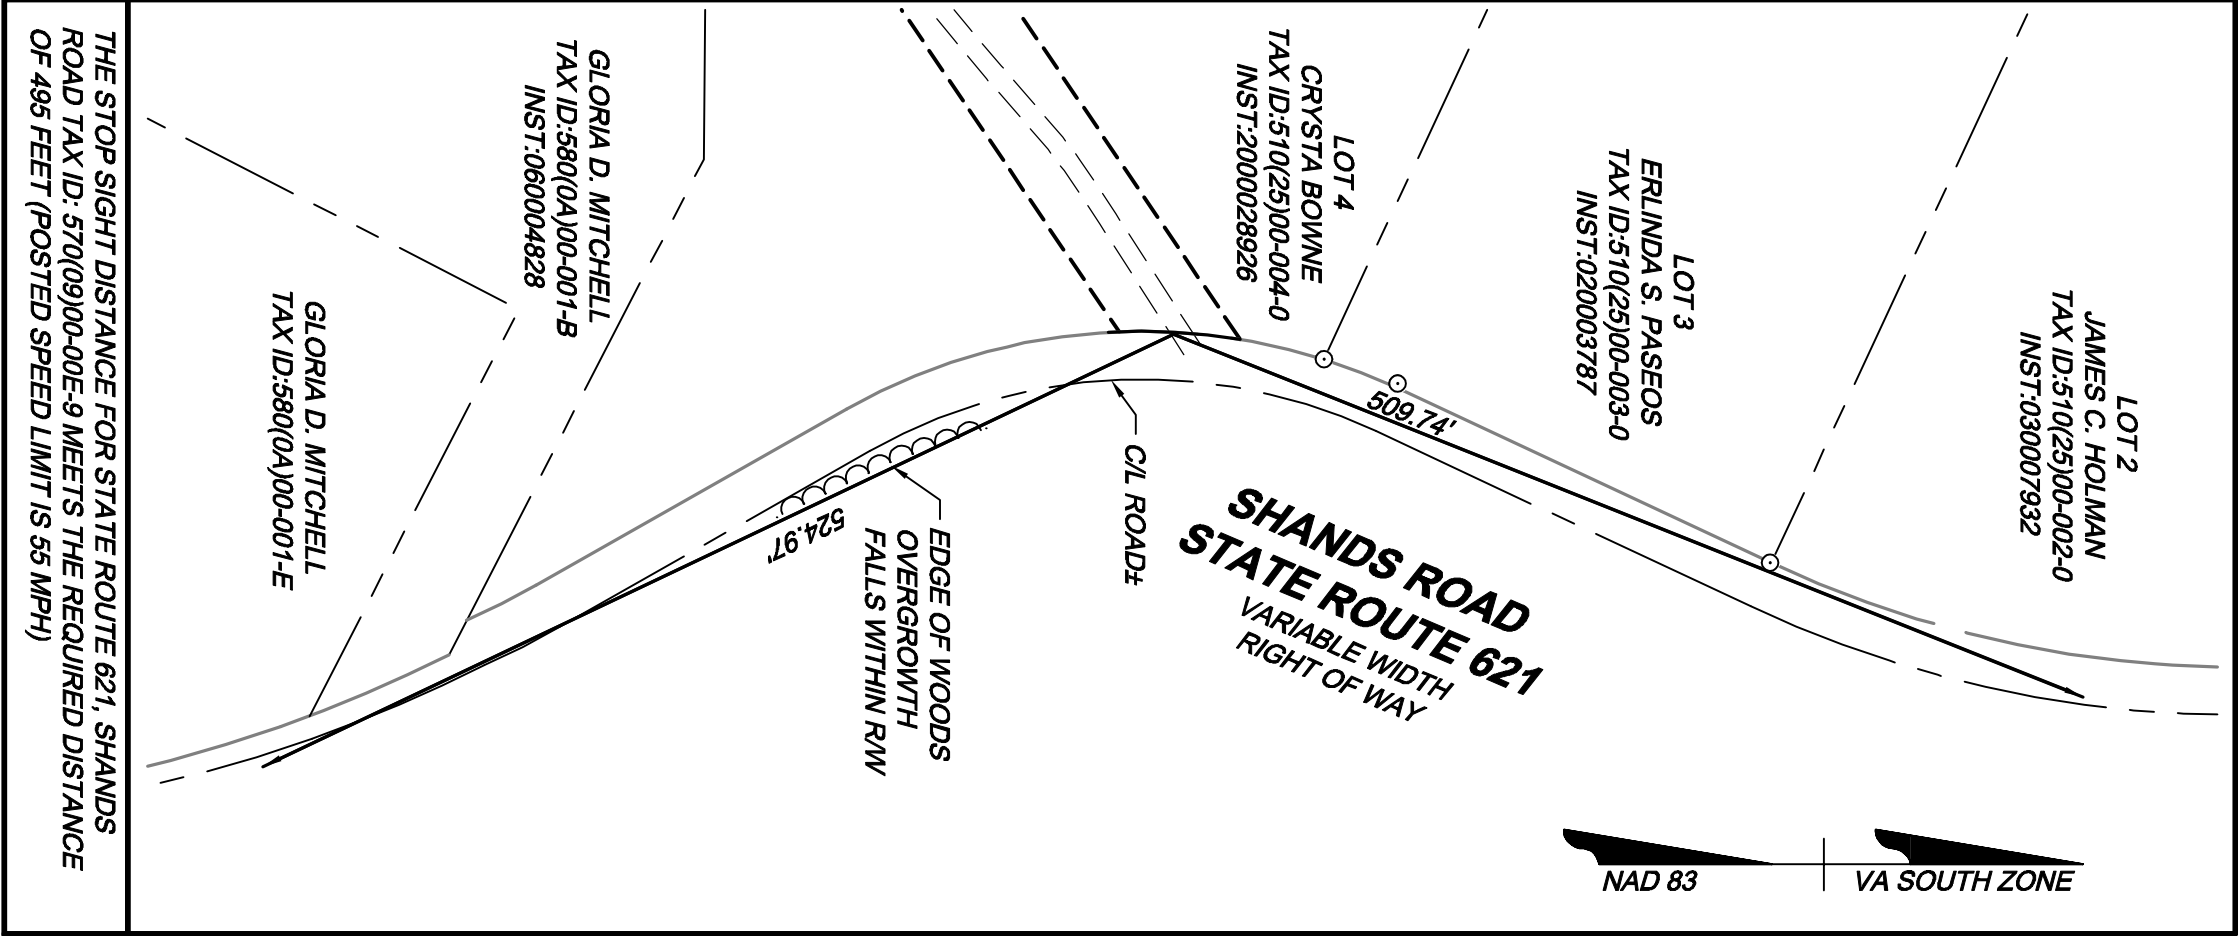 THE STOP SIGHT DISTANCE FOR STATE ROUTE 621, SHANDS
ROAD TAX ID: 570(09)00-00E-9 MEETS THE REQUIRED DISTANCE
OF 495 FEET (POSTED SPEED LIMIT IS 55 MPH)
GLORIA D. MITCHELL
TAX ID:580(0A)00-001-B
INST:060004828
GLORIA D. MITCHELL
TAX ID:580(0A)00-001-E
LOT 4
CRYSTA BOWNE
TAX ID:510(25)00-004-0
INST:200028926
LOT 3
ERLINDA S. PASEOS
TAX ID:510(25)00-003-0
INST:020003787
LOT 2
JAMES C. HOLMAN
TAX ID:510(25)00-002-0
INST:030007932
509.74'
524.97'
C/L ROAD±
EDGE OF WOODS
OVERGROWTH
FALLS WITHIN R/W
SHANDS ROAD
STATE ROUTE 621
VARIABLE WIDTH
RIGHT OF WAY
NAD 83
VA SOUTH ZONE